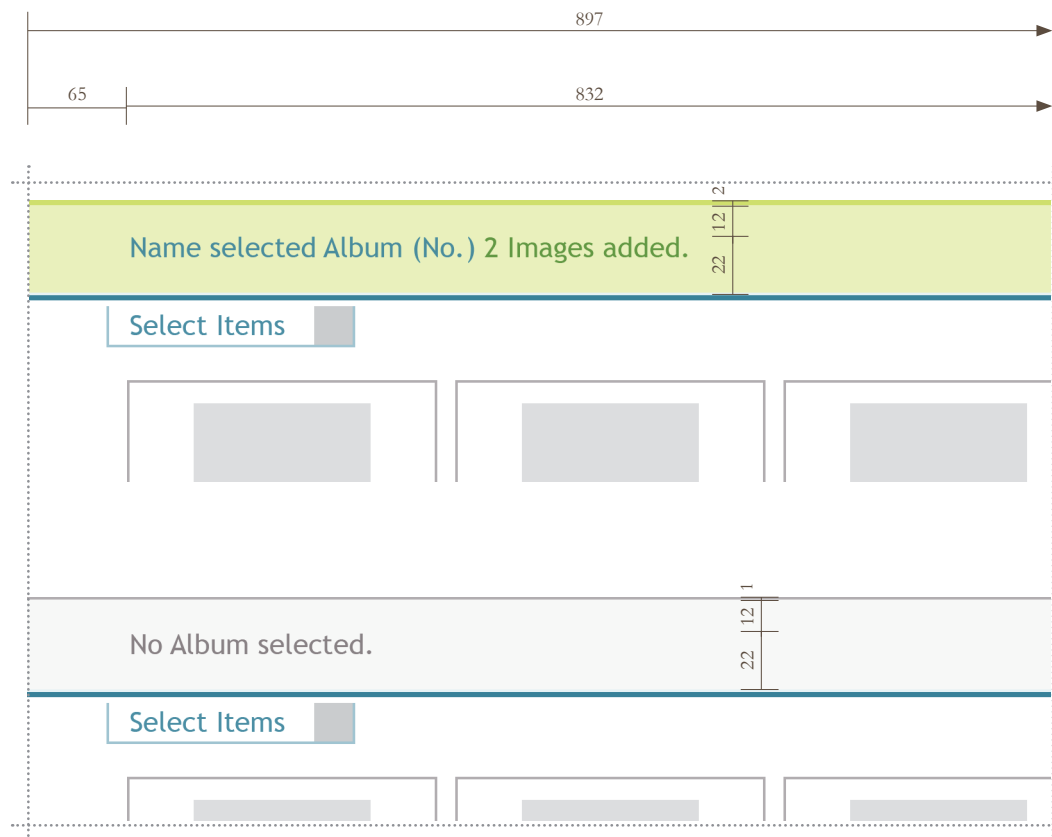 897
65
832
2
12
22
Name selected Album (No.) 2 Images added.
Select Items
1
12
22
No Album selected.
Select Items